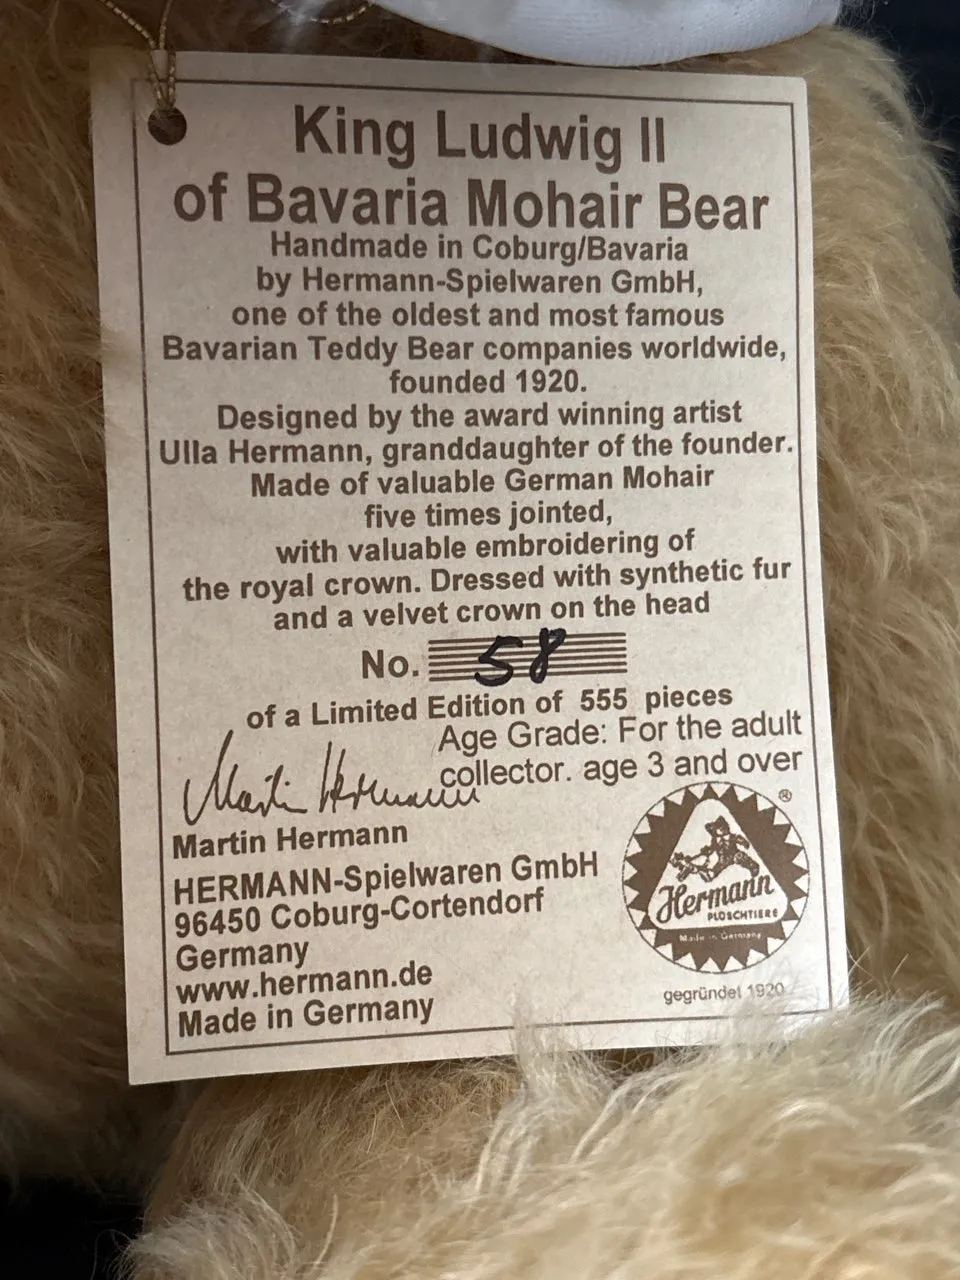 King Ludwig II
of Bavaria Mohair Bear
Handmade in Coburg/Bavaria
by Hermann-Spielwaren GmbH,
one of the oldest and most famous
Bavarian Teddy Bear companies worldwide,
founded 1920.
Designed by the award winning artist
Ulla Hermann, granddaughter of the founder.
Made of valuable German Mohair
five times jointed,
with valuable embroidering of
the royal crown. Dressed with synthetic fur
and a velvet crown on the head
No. 58
of a Limited Edition of 555 pieces
Age Grade: For the adult
collector. age 3 and over
Martin Hermann
Martin Hermann
HERMANN-Spielwaren GmbH
96450 Coburg-Cortendorf
Germany
www.hermann.de
Made in Germany
®
Hermann
PLÜSCHTIERE
Made in Germany
gegründet 1920